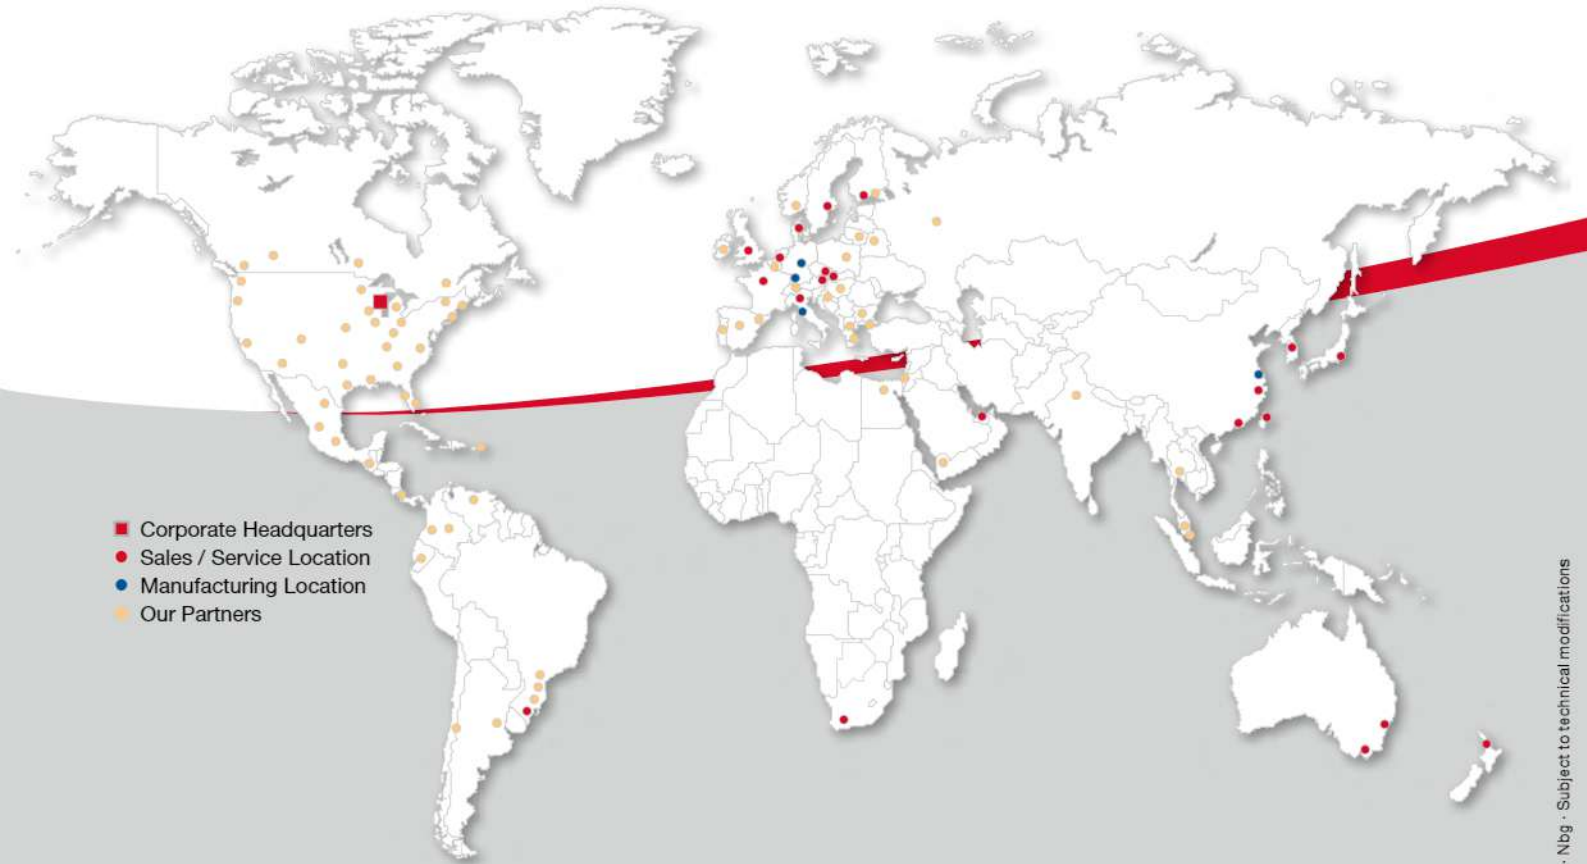 Corporate Headquarters
Sales / Service Location
Manufacturing Location
Our Partners
· Nbg · Subject to technical modifications